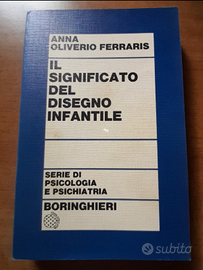 ANNA
OLIVERIO FERRARIS
IL
SIGNIFICATO
DEL
DISEGNO
INFANTILE
SERIE DI
PSICOLOGIA
E PSICHIATRIA
BORINGHIERI
subito